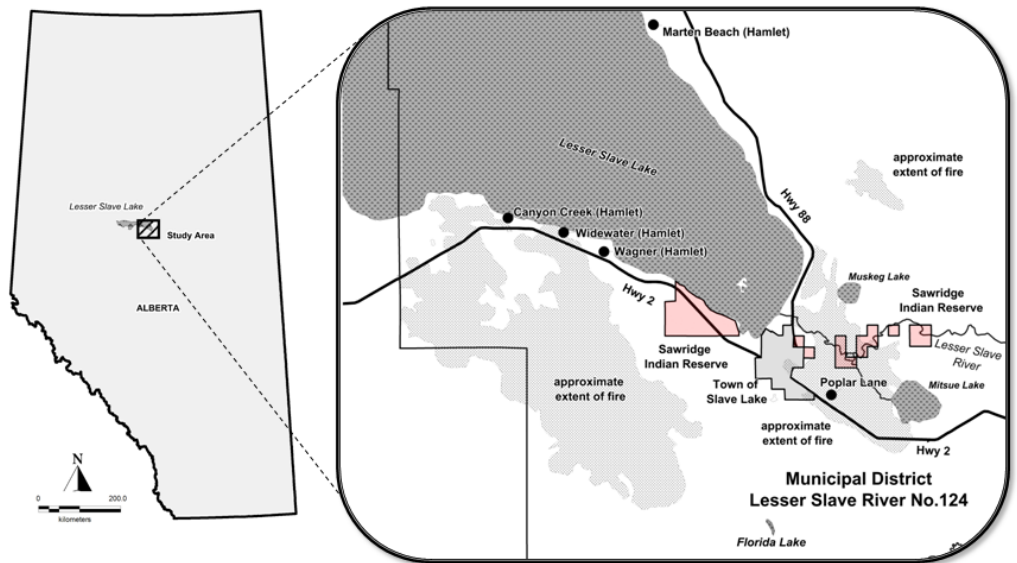 Lesser Slave Lake
Study Area
ALBERTA
N
0 200.0
kilometers
Marten Beach (Hamlet)
Lesser Slave Lake
approximate
extent of fire
Hwy 88
Canyon Creek (Hamlet)
Widewater (Hamlet)
Wagner (Hamlet)
Hwy 2
Muskeg Lake
Sawridge
Indian Reserve
Lesser Slave
River
Sawridge
Indian Reserve
Town of
Slave Lake
Poplar Lane
Mitsue Lake
approximate
extent of fire
approximate
extent of fire
Hwy 2
Municipal District
Lesser Slave River No.124
Florida Lake